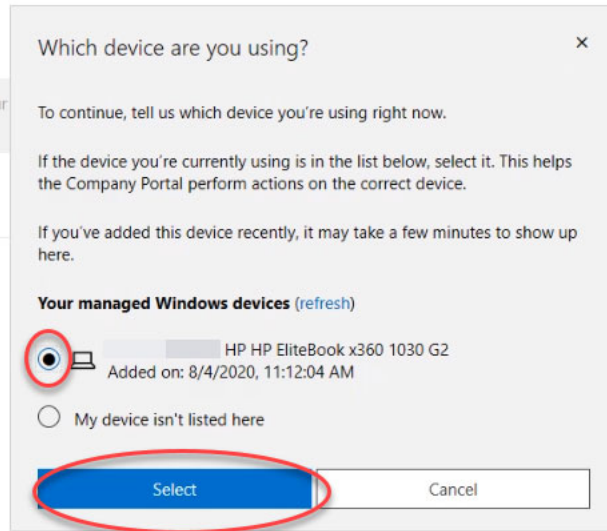 Which device are you using?
To continue, tell us which device you're using right now.
If the device you're currently using is in the list below, select it. This helps
the Company Portal perform actions on the correct device.
If you've added this device recently, it may take a few minutes to show up
here.
Your managed Windows devices (refresh)
HP HP EliteBook x360 1030 G2
Added on: 8/4/2020, 11:12:04 AM
My device isn't listed here
Select Cancel